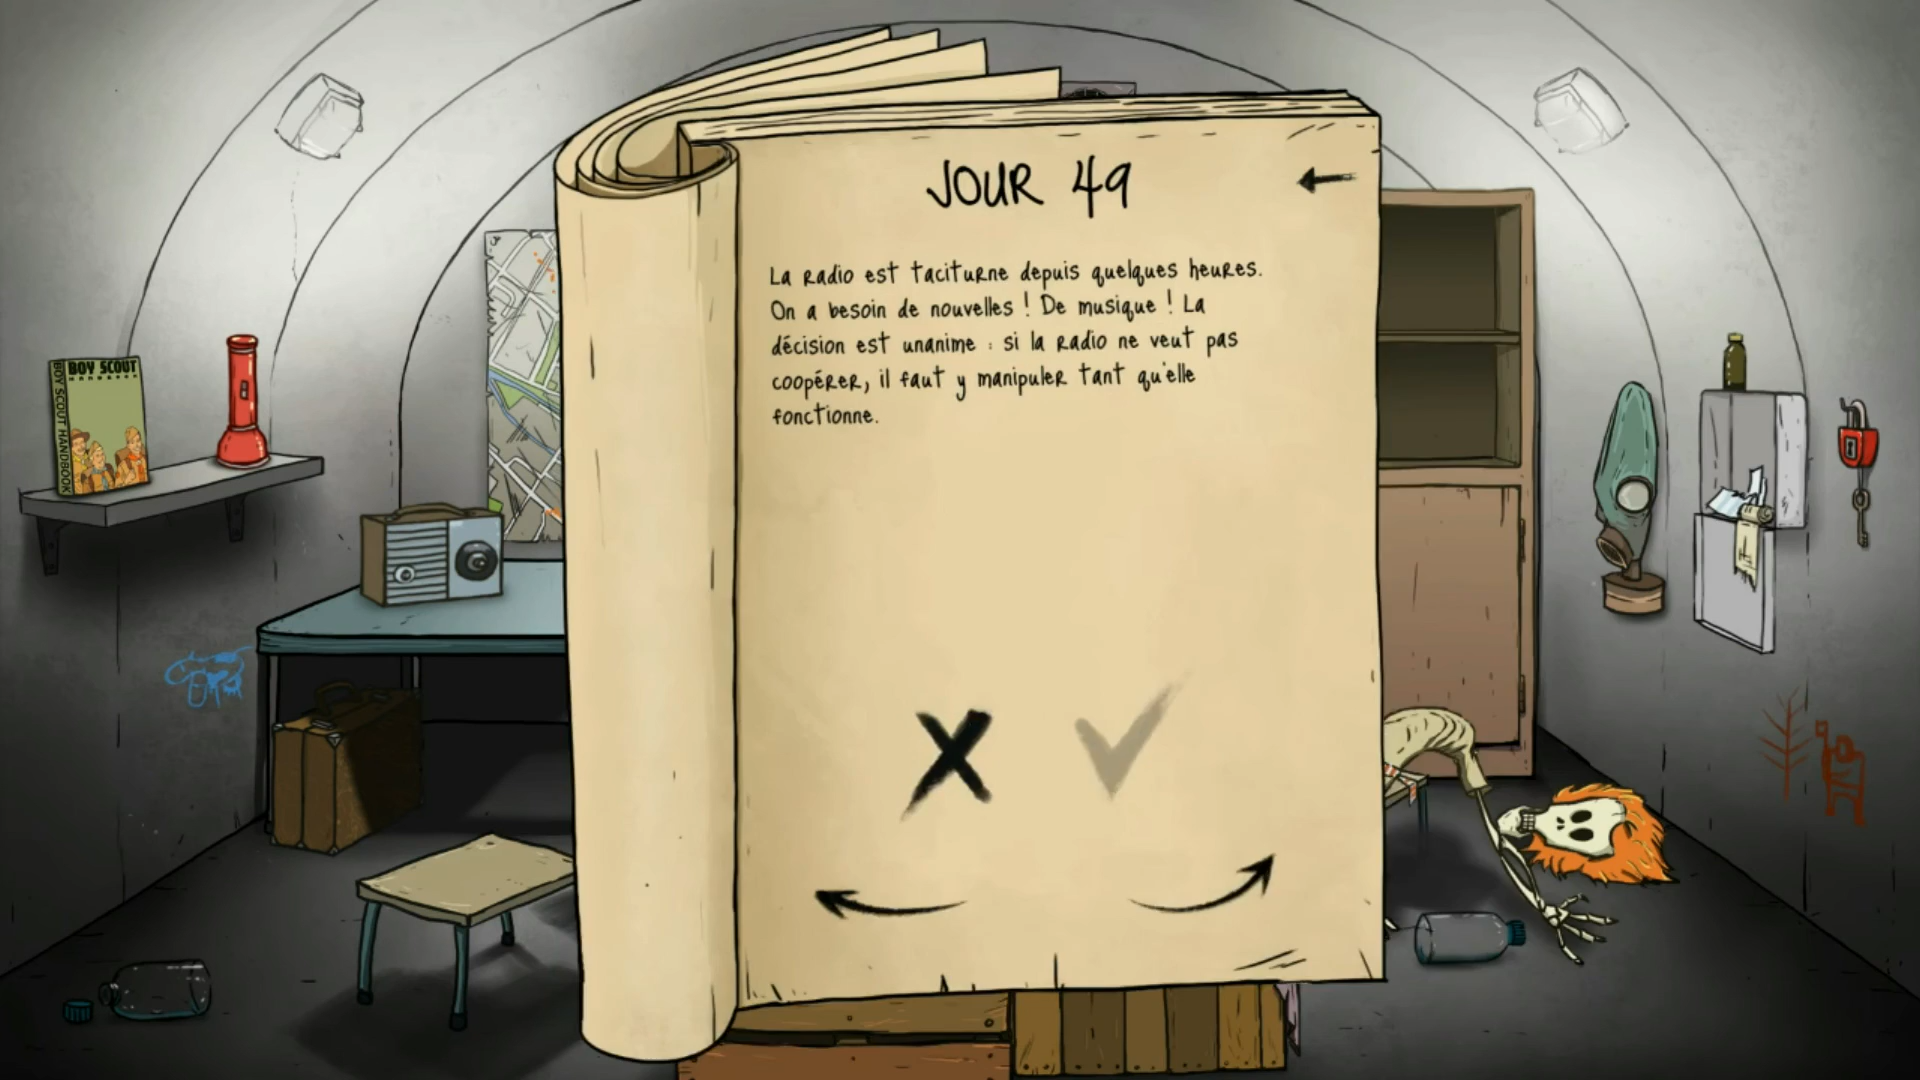 JOUR 49
La radio est taciturne depuis quelques heures.
On a besoin de nouvelles ! De musique ! La
décision est unanime : si la radio ne veut pas
coopérer, il faut y manipuler tant qu'elle
fonctionne.
BOY SCOUT
HANDBOOK
BOY SCOUT HANDBOOK